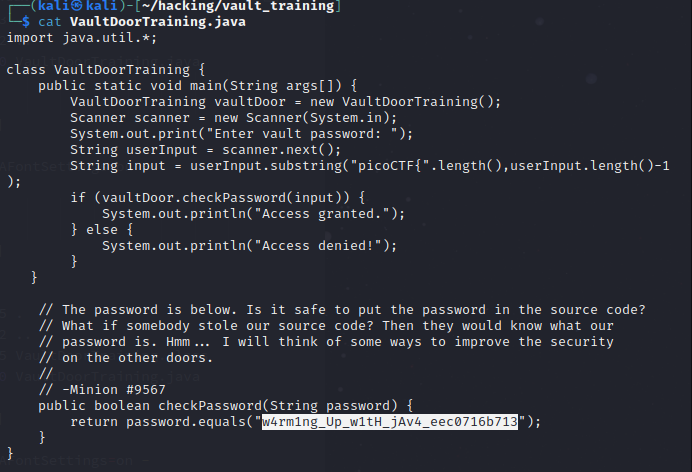 ┌──(kali㉿kali)-[~/hacking/vault_training]
└─$ cat VaultDoorTraining.java
import java.util.*;
class VaultDoorTraining {
public static void main(String args[]) {
VaultDoorTraining vaultDoor = new VaultDoorTraining();
Scanner scanner = new Scanner(System.in);
System.out.print("Enter vault password: ");
String userInput = scanner.next();
String input = userInput.substring("picoCTF{".length(),userInput.length()-1
);
if (vaultDoor.checkPassword(input)) {
System.out.println("Access granted.");
} else {
System.out.println("Access denied!");
}
}
// The password is below. Is it safe to put the password in the source code?
// What if somebody stole our source code? Then they would know what our
// password is. Hmm... I will think of some ways to improve the security
// on the other doors.
//
// -Minion #9567
public boolean checkPassword(String password) {
return password.equals("w4rm1ng_Up_w1tH_jAv4_eec0716b713");
}
}